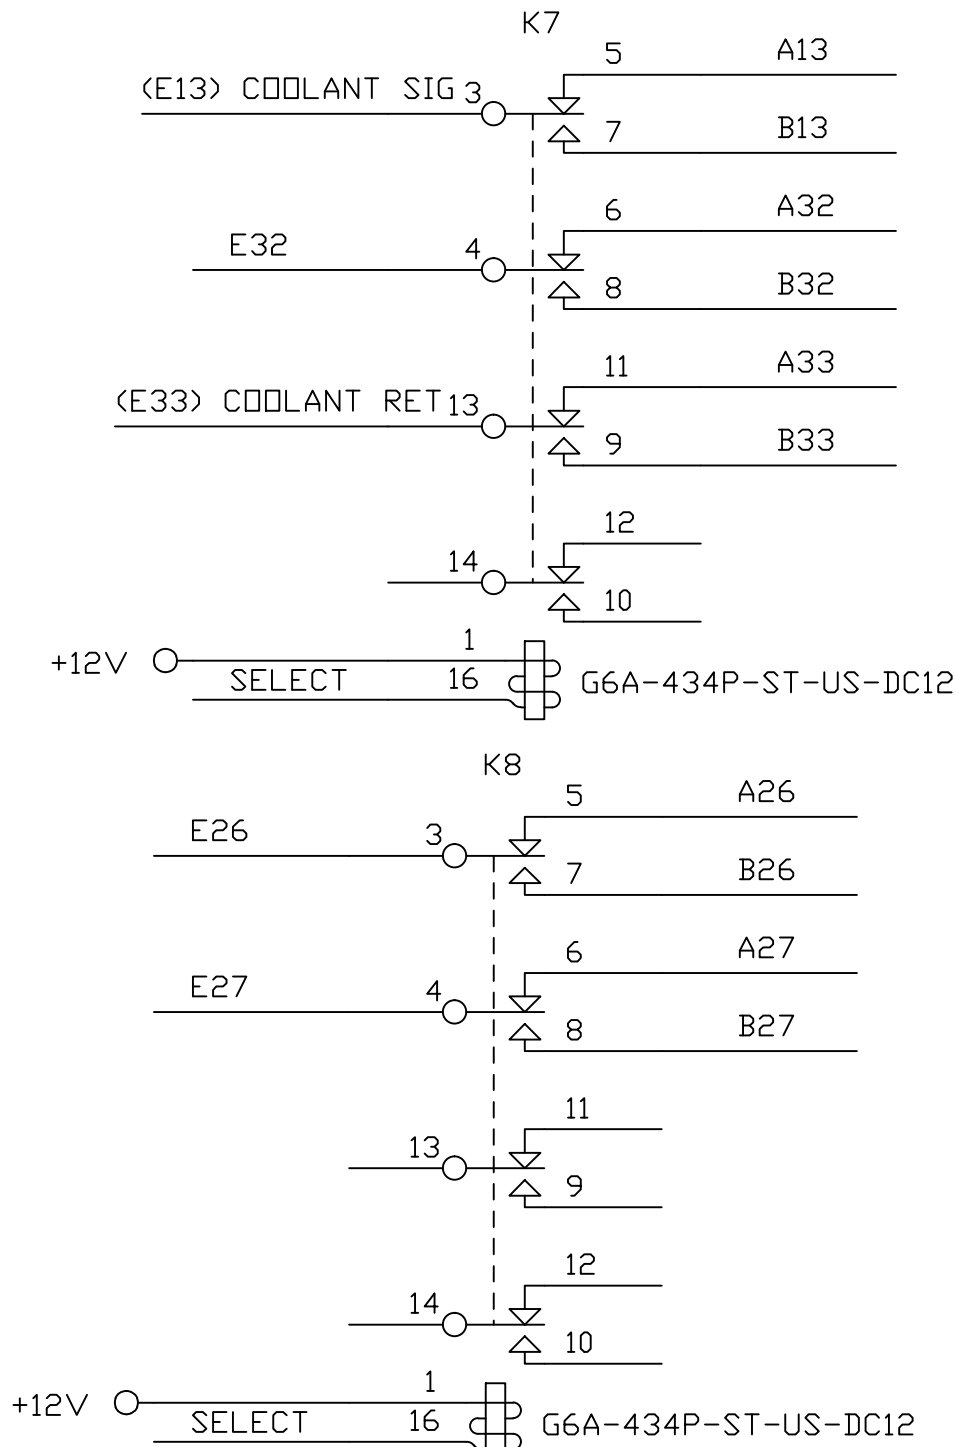 K7
5 A13
(E13) COOLANT SIG 3
7 B13
6 A32
E32 4
8 B32
11 A33
(E33) COOLANT RET 13
9 B33
12
14
10
1
+12V
SELECT 16 G6A-434P-ST-US-DC12
K8
5 A26
E26 3
7 B26
6 A27
E27 4
8 B27
11
13
9
12
14
10
1
+12V
SELECT 16 G6A-434P-ST-US-DC12